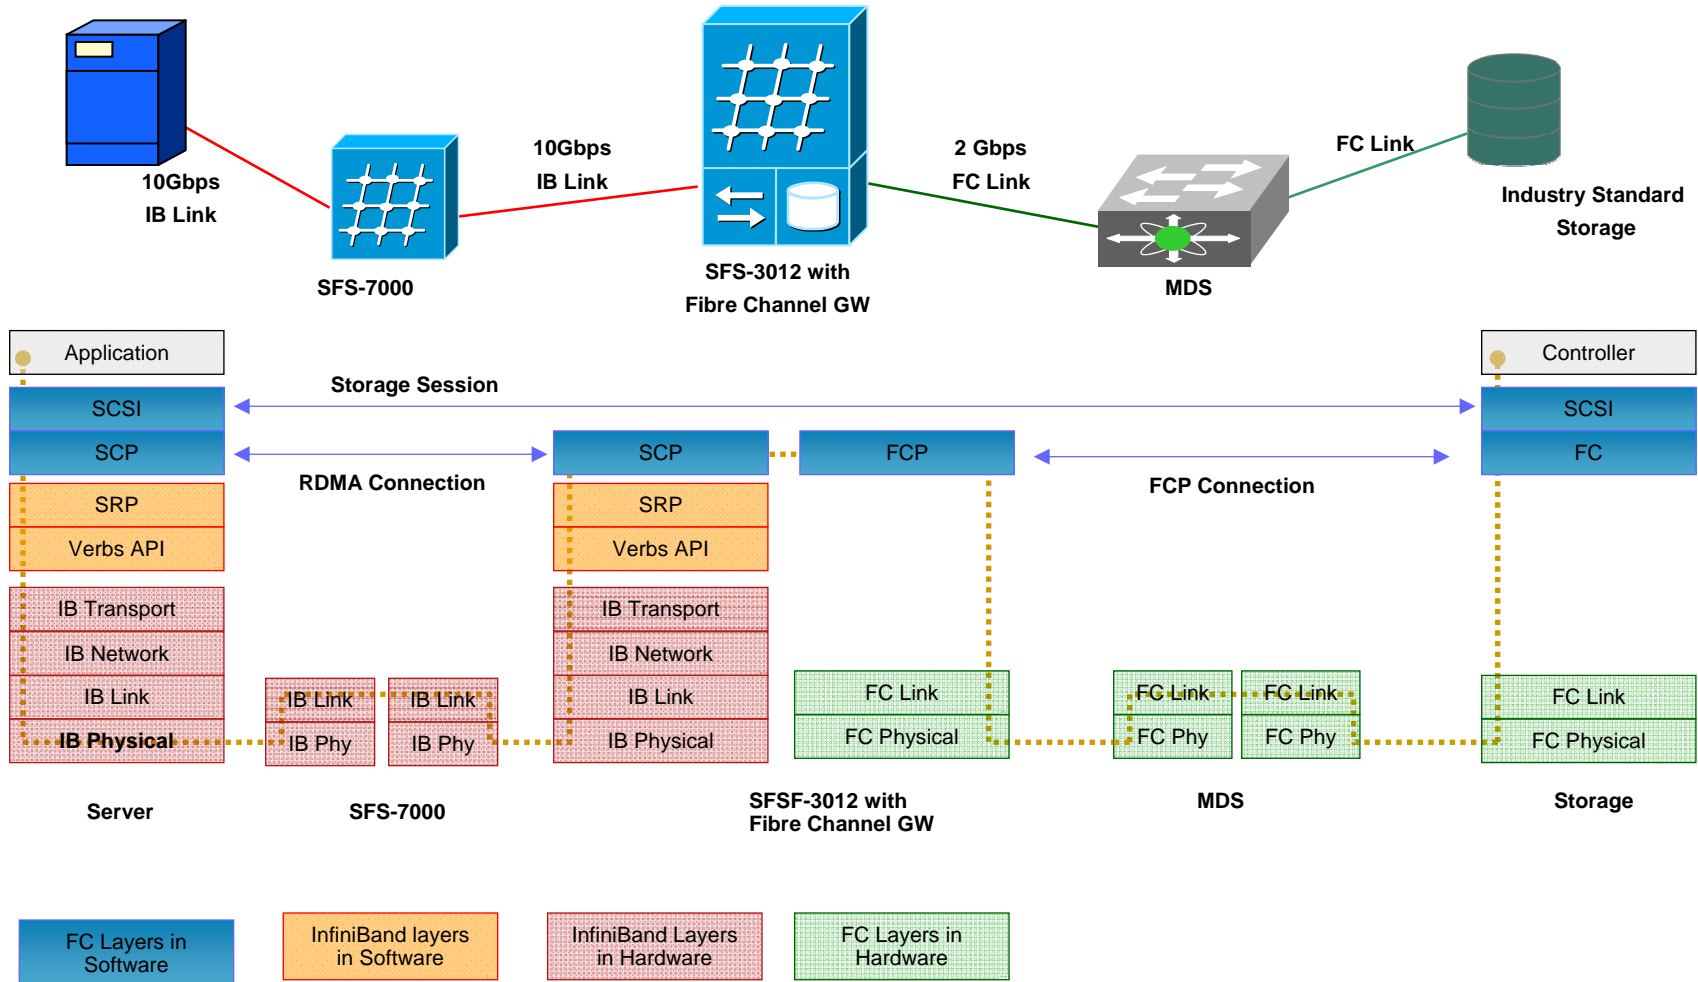 10Gbps
IB Link
10Gbps
IB Link
2 Gbps
FC Link
FC Link
Industry Standard
Storage
SFS-7000
SFS-3012 with
Fibre Channel GW
MDS
Application
Controller
Storage Session
SCSI
SCSI
SCP
SCP
FCP
FC
RDMA Connection
FCP Connection
SRP
SRP
Verbs API
Verbs API
IB Transport
IB Transport
IB Network
IB Network
IB Link
IB Link
IB Link
IB Link
FC Link
FC Link
FC Link
FC Link
IB Physical
IB Phy
IB Phy
IB Physical
FC Physical
FC Phy
FC Phy
FC Physical
Server
SFS-7000
SFSF-3012 with
Fibre Channel GW
MDS
Storage
FC Layers in
Software
InfiniBand layers
in Software
InfiniBand Layers
in Hardware
FC Layers in
Hardware